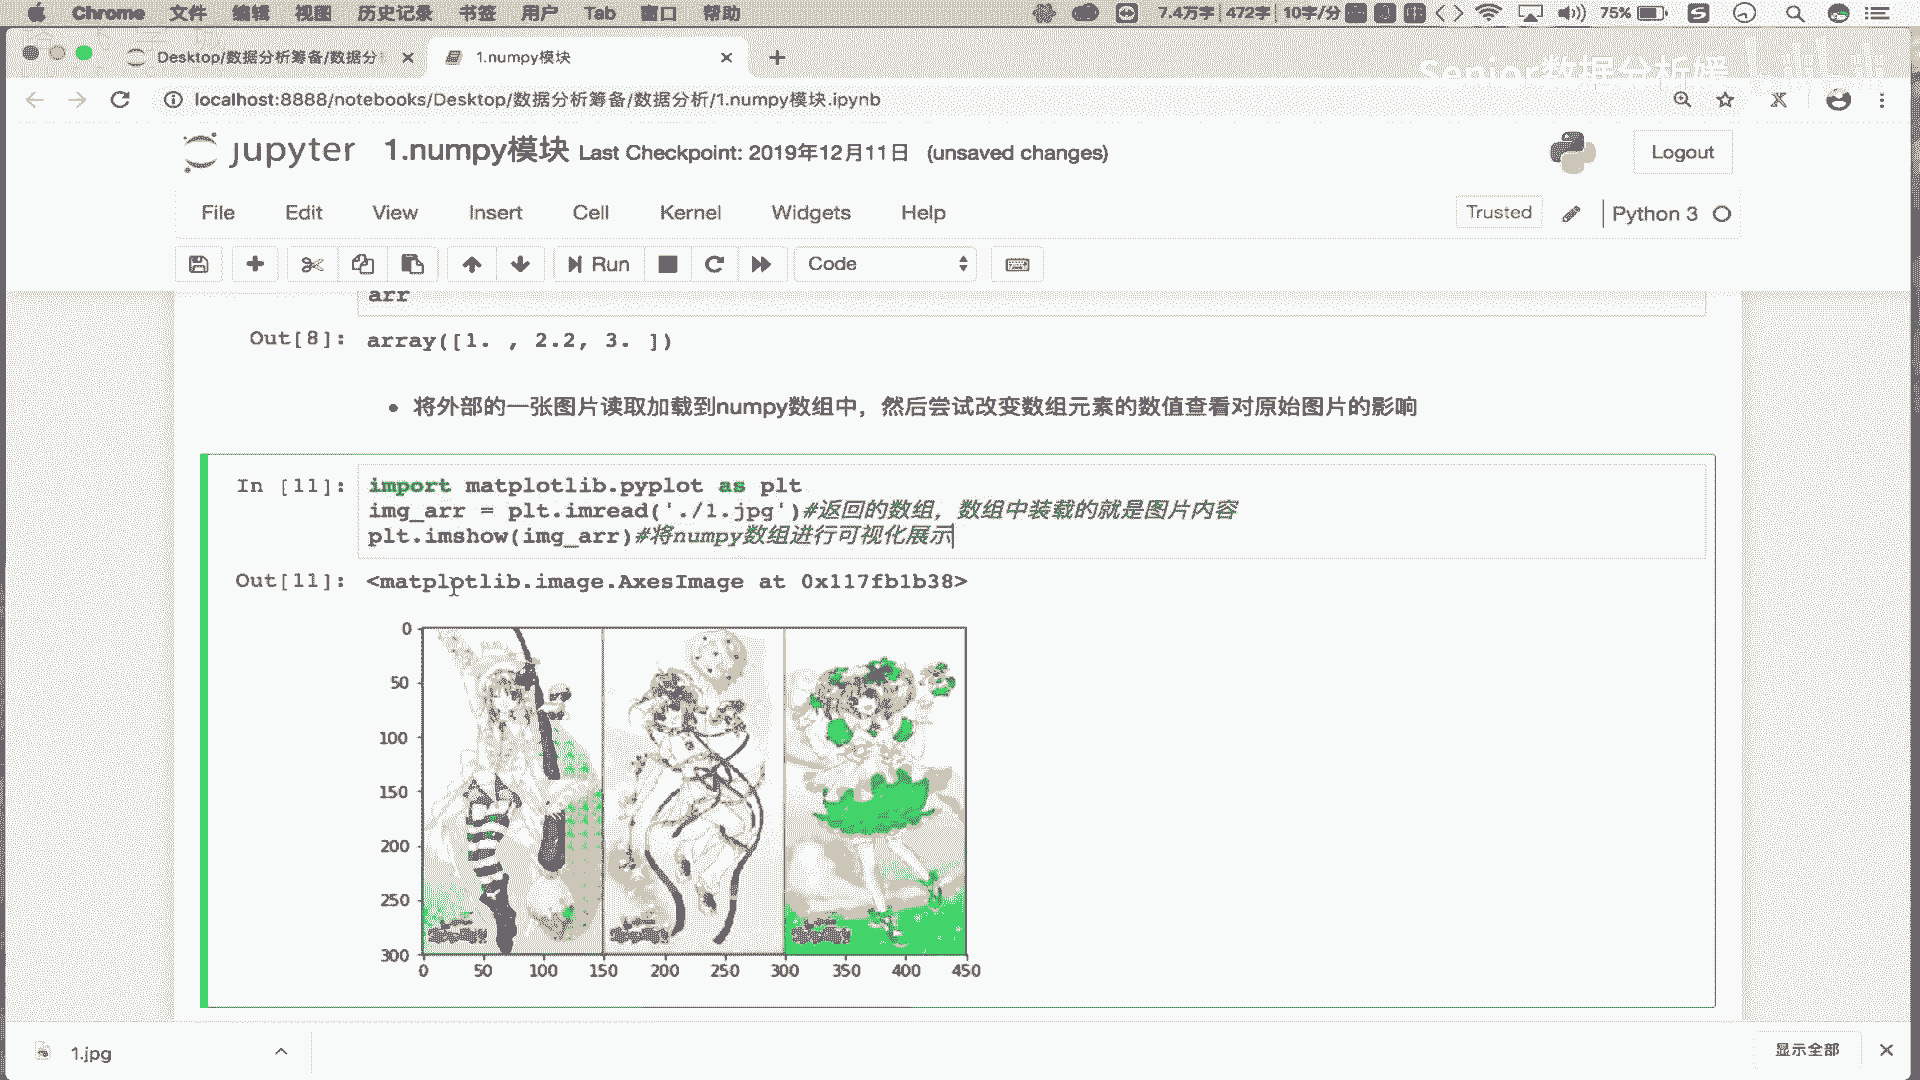 Chrome 文件 编辑 视图 历史记录 书签 用户 Tab 窗口 帮助 7.4万字 472字 10字/分 75%
Desktop/数据分析筹备/数据分 1.numpy模块
Senior数据分析媛
localhost:8888/notebooks/Desktop/数据分析筹备/数据分析/1.numpy模块.ipynb
jupyter 1.numpy模块 Last Checkpoint: 2019年12月11日 (unsaved changes) Logout
File Edit View Insert Cell Kernel Widgets Help Trusted Python 3
Run Code
arr
Out[8]: array([1. , 2.2, 3. ])
将外部的一张图片读取加载到numpy数组中，然后尝试改变数组元素的数值查看对原始图片的影响
In [11]: import matplotlib.pyplot as plt
img_arr = plt.imread('./1.jpg')#返回的数组，数组中装载的就是图片内容
plt.imshow(img_arr)#将numpy数组进行可视化展示
Out[11]: <matplotlib.image.AxesImage at 0x117fb1b38>
0
50
100
150
200
250
300
0 50 100 150 200 250 300 350 400 450
1.jpg 显示全部